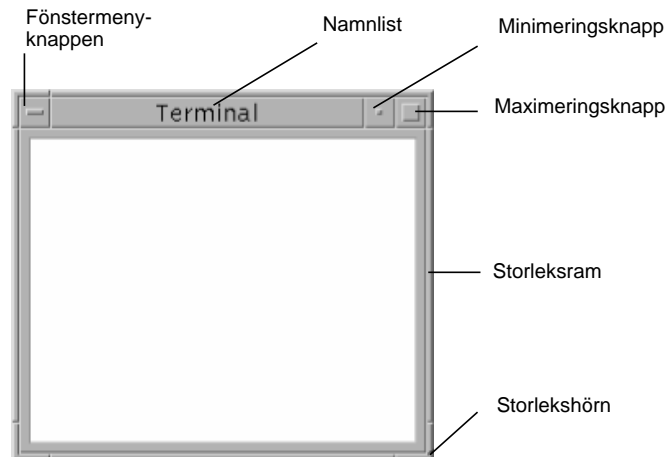 Fönstermeny-
knappen
Namnlist
Minimeringsknapp
Terminal
Maximeringsknapp
Storleksram
Storlekshörn